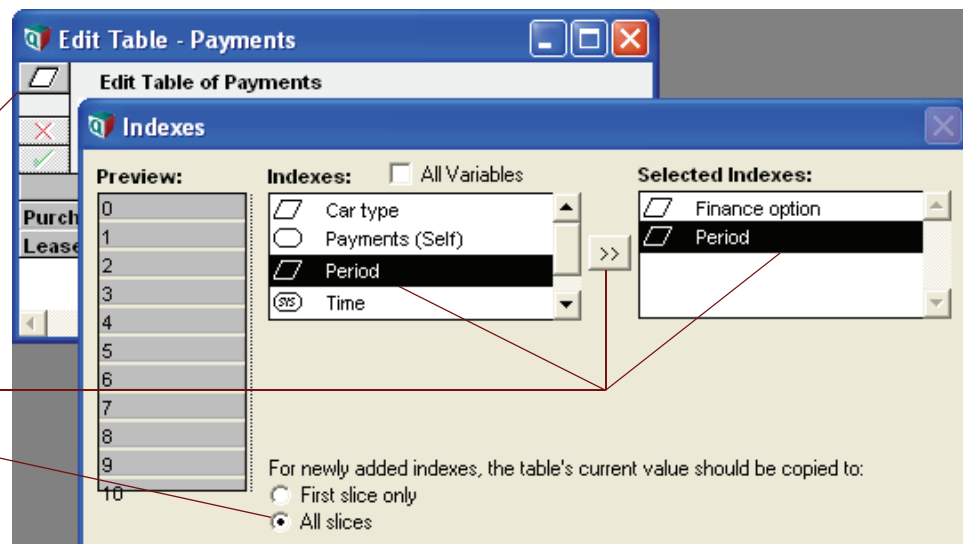 Edit Table - Payments
Edit Table of Payments
Indexes
Preview:
Indexes:
All Variables
Selected Indexes:
0
1
2
3
4
5
6
7
8
9
10
Car type
Payments (Self)
Period
SYS Time
>>
Finance option
Period
Purch
Lease
For newly added indexes, the table's current value should be copied to:
First slice only
All slices